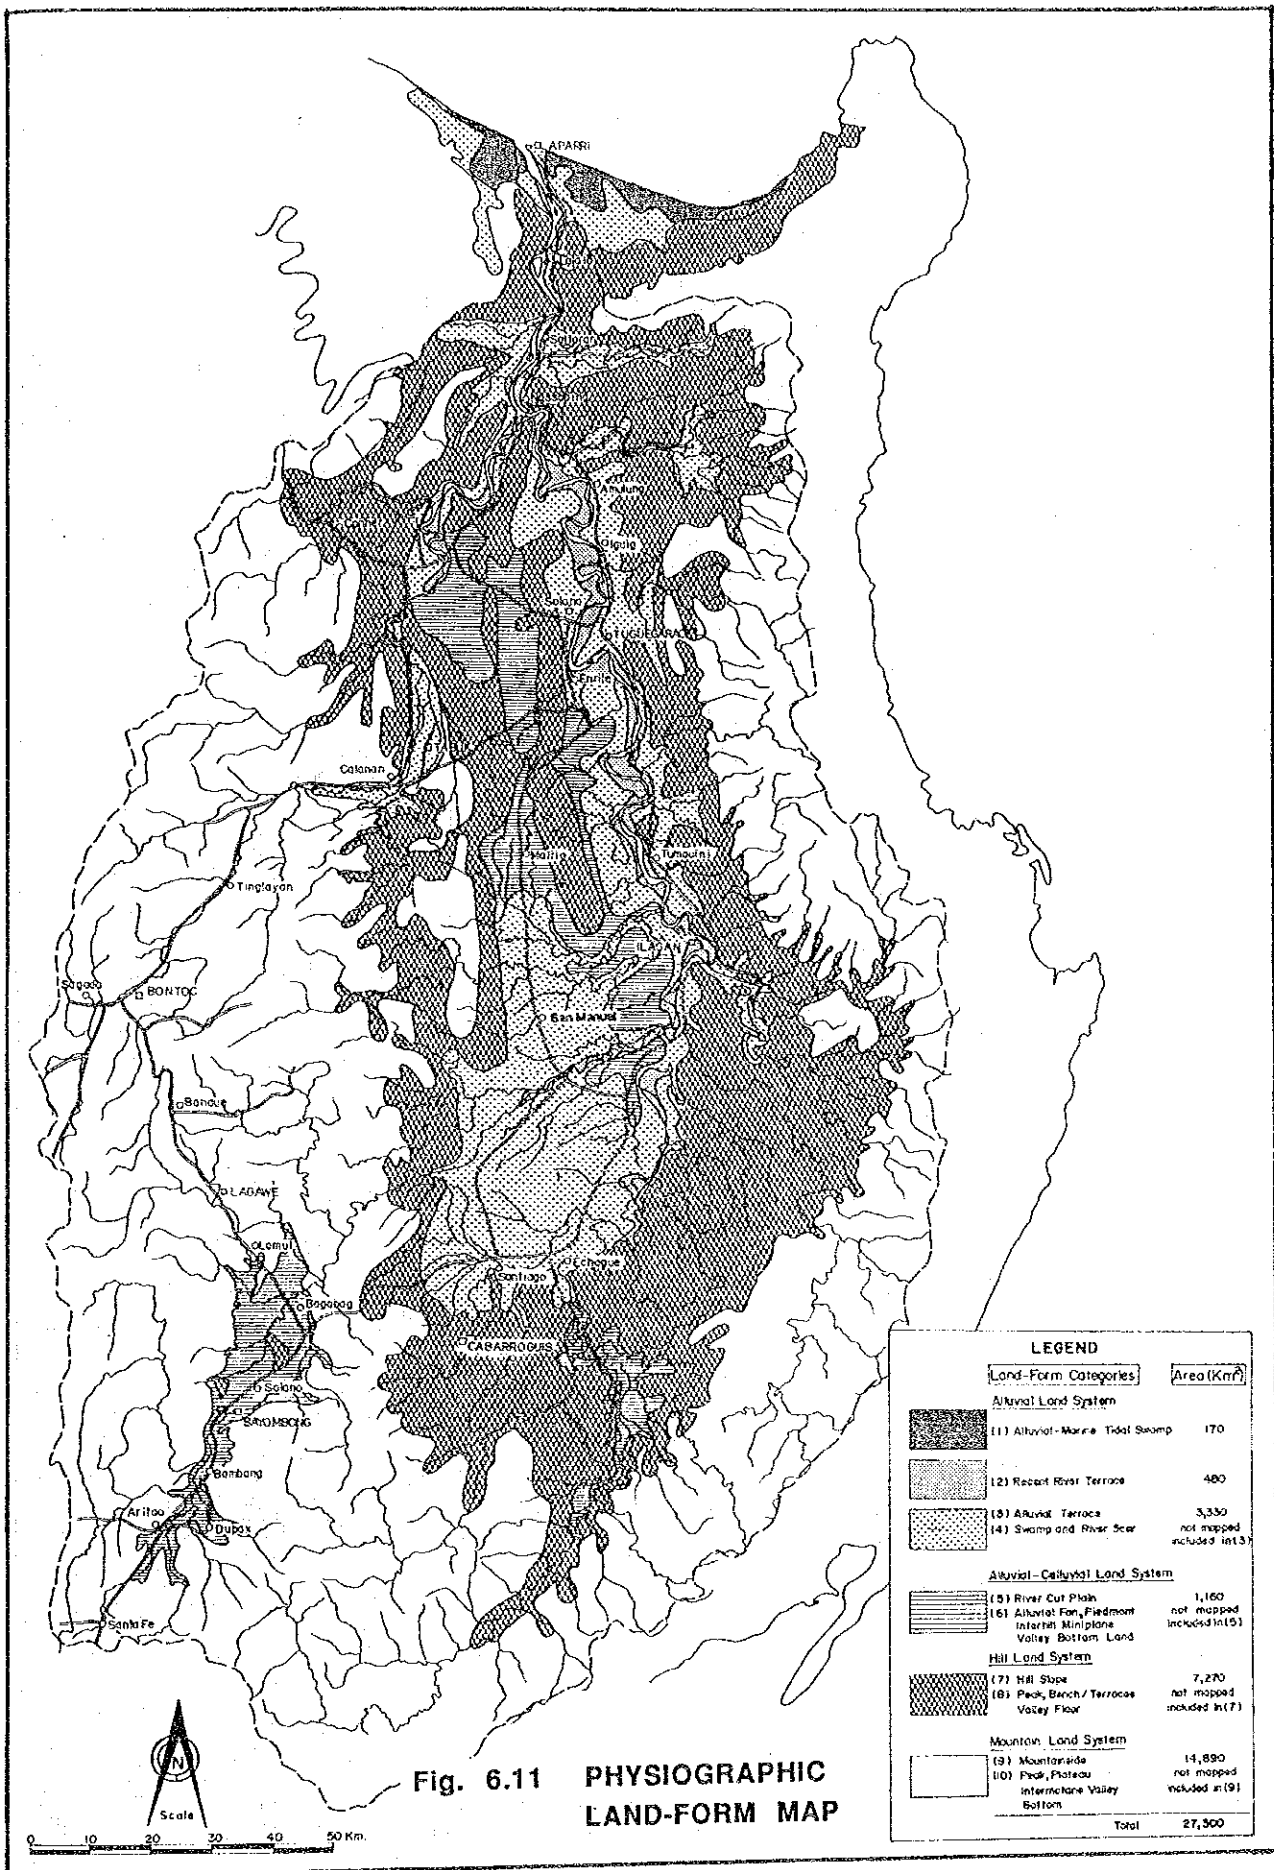 APARRI
Amulung
Iguig
Solana
TUGUEGARAO
Enrile
Calanan
Mallig
Tumauini
Tinglayan
ILAGAN
Sagada
BONTOC
San Manuel
Banaue
LAGAWE
Lamut
Echague
Santiago
Bagabag
CABARROGUIS
Solano
BAYOMBONG
Bambang
Aritao
Dupax
Santa Fe
LEGEND
Land-Form Categories Area (Km²)
Alluvial Land System
(1) Alluvial-Marine Tidal Swamp 170
(2) Recent River Terrace 480
(3) Alluvial Terrace 3,330
(4) Swamp and River Scar not mapped
included in(3)
Alluvial-Colluvial Land System
(5) River Cut Plain 1,160
(6) Alluvial Fan, Piedmont not mapped
Interhill Miniplane included in(5)
Valley Bottom Land
Hill Land System
(7) Hill Slope 7,270
(8) Peak, Bench / Terraces not mapped
Valley Floor included in(7)
Mountain Land System
(9) Mountainside 14,890
(10) Peak, Plateau not mapped
Intermotane Valley included in(9)
Bottom
Total 27,300
N
Scale
0 10 20 30 40 50 Km.
Fig. 6.11 PHYSIOGRAPHIC
LAND-FORM MAP